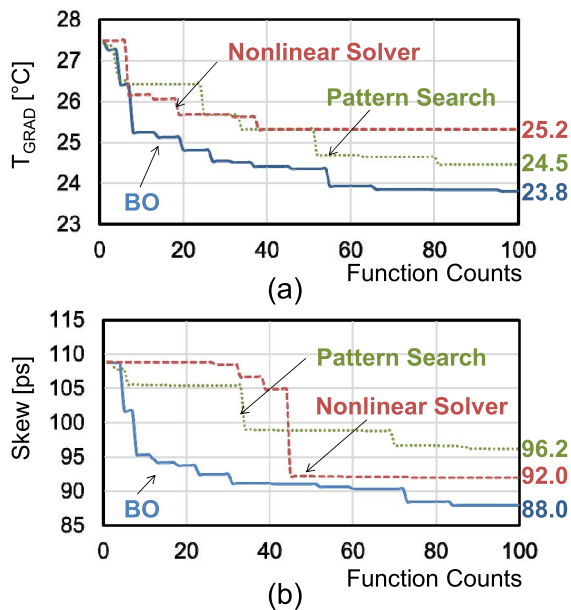 (a)
28
27
26
25
24
23
T_GRAD [°C]
Nonlinear Solver
Pattern Search
BO
25.2
24.5
23.8
0 20 40 60 80 100
Function Counts
(a)
115
110
105
100
95
90
85
Skew [ps]
Pattern Search
Nonlinear Solver
BO
96.2
92.0
88.0
0 20 40 60 80 100
Function Counts
(b)